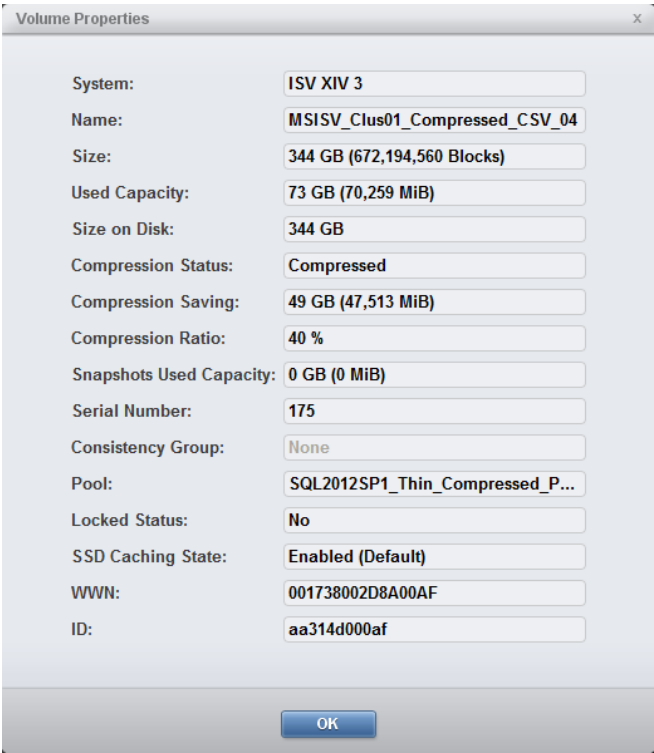 Volume Properties x
System: ISV XIV 3
Name: MSISV_Clus01_Compressed_CSV_04
Size: 344 GB (672,194,560 Blocks)
Used Capacity: 73 GB (70,259 MiB)
Size on Disk: 344 GB
Compression Status: Compressed
Compression Saving: 49 GB (47,513 MiB)
Compression Ratio: 40 %
Snapshots Used Capacity: 0 GB (0 MiB)
Serial Number: 175
Consistency Group: None
Pool: SQL2012SP1_Thin_Compressed_P...
Locked Status: No
SSD Caching State: Enabled (Default)
WWN: 001738002D8A00AF
ID: aa314d000af
OK